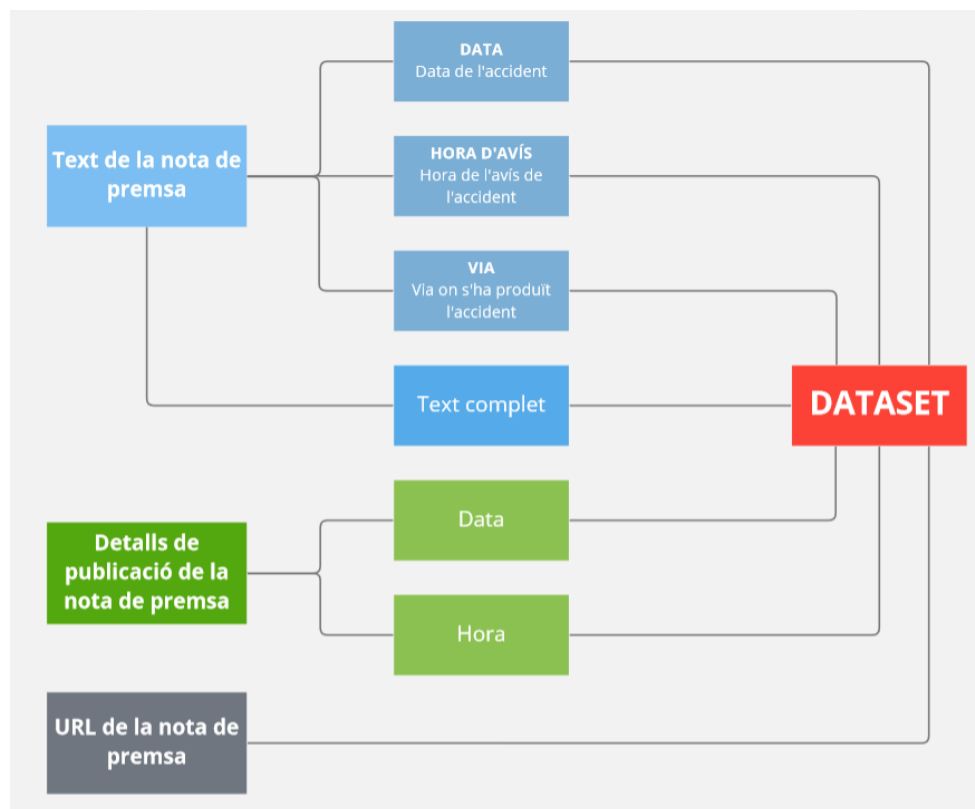 DATA
Data de l'accident
Text de la nota de
premsa
HORA D'AVÍS
Hora de l'avís de
l'accident
VIA
Via on s'ha produït
l'accident
Text complet
DATASET
Data
Detalls de
publicació de la
nota de premsa
Hora
URL de la nota de
premsa